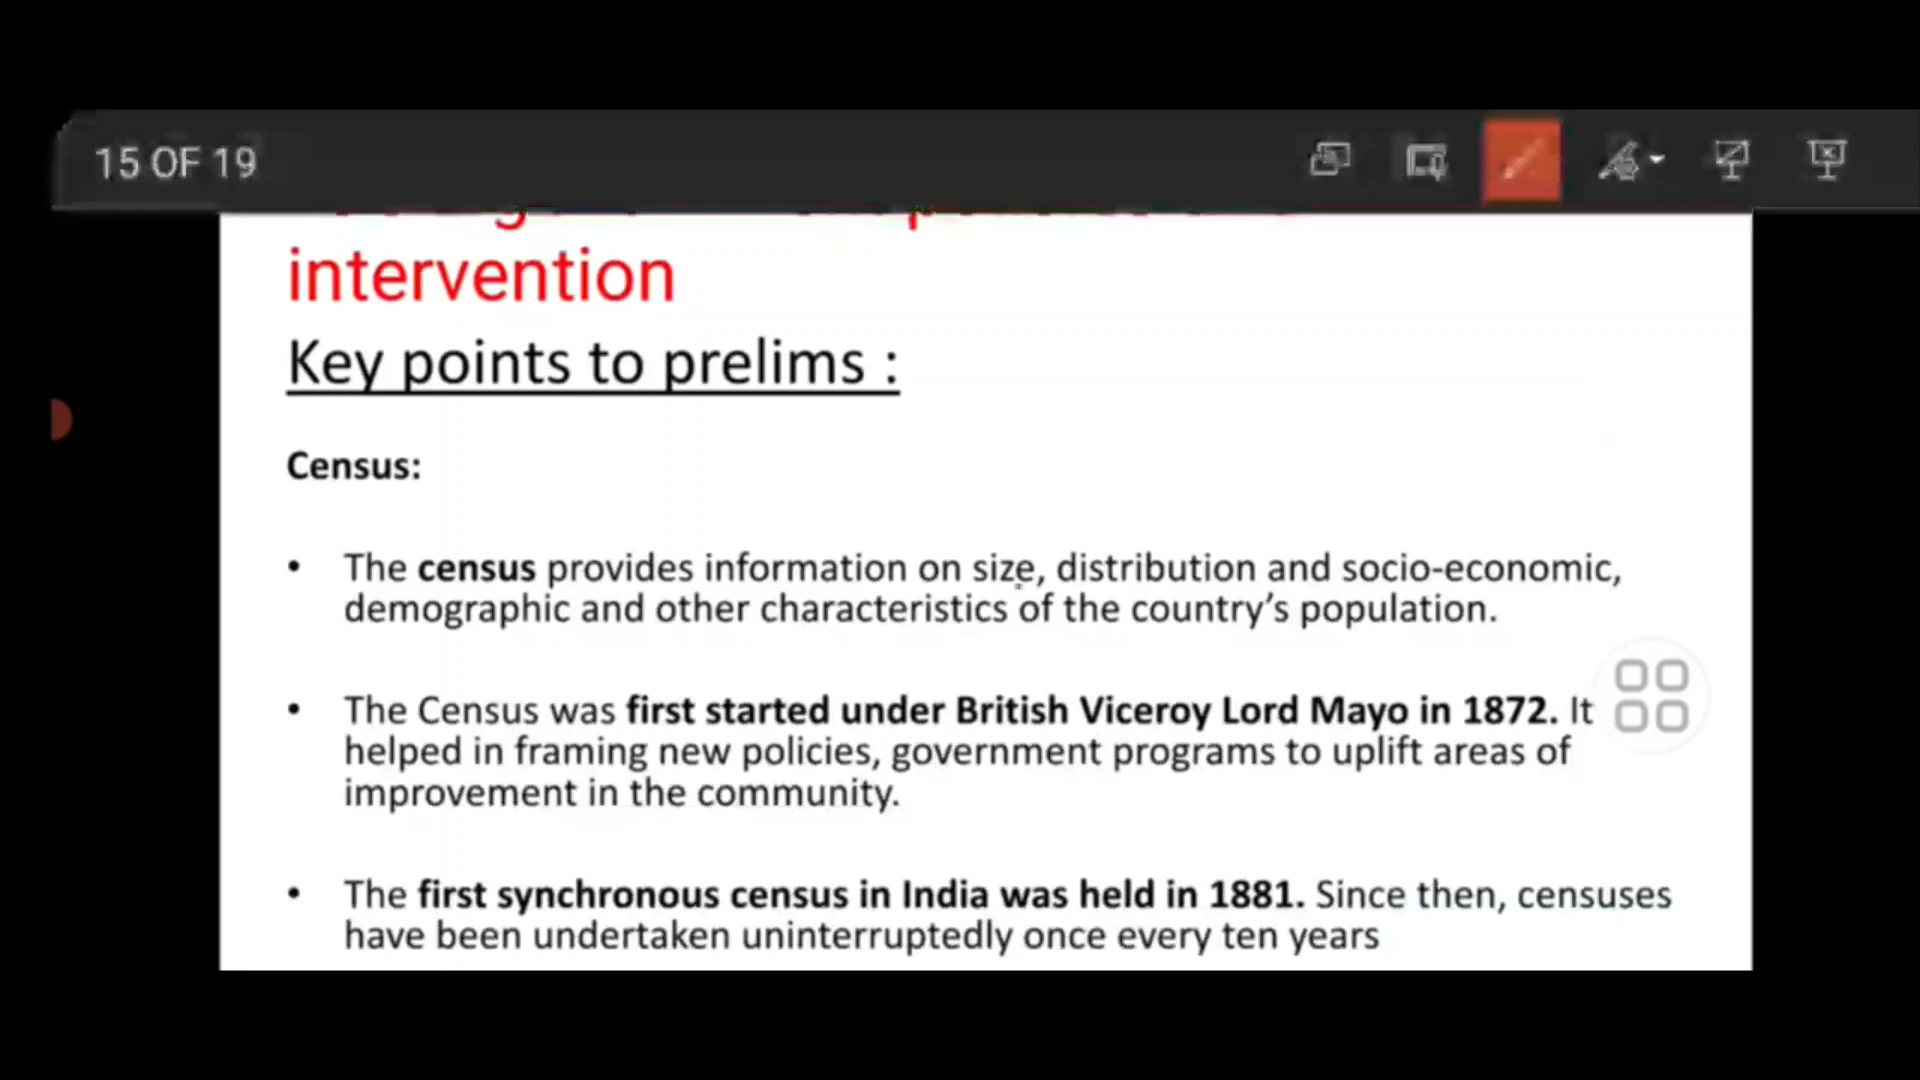 15 OF 19
intervention
Key points to prelims :
Census:
• The census provides information on size, distribution and socio-economic,
demographic and other characteristics of the country's population.
• The Census was first started under British Viceroy Lord Mayo in 1872. It
helped in framing new policies, government programs to uplift areas of
improvement in the community.
• The first synchronous census in India was held in 1881. Since then, censuses
have been undertaken uninterruptedly once every ten years